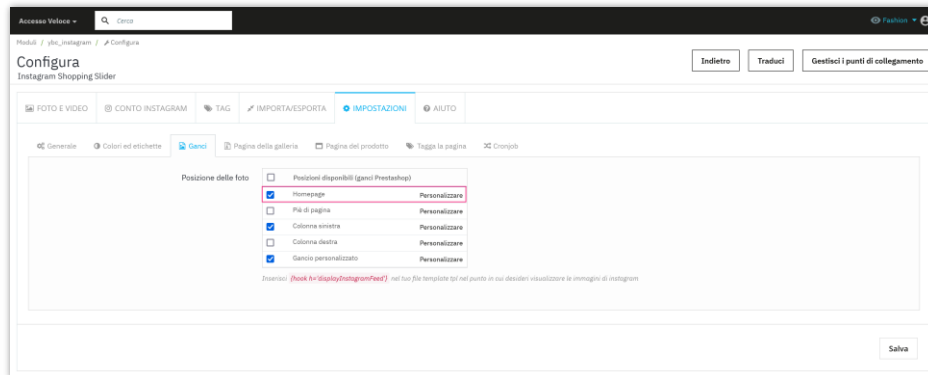 Accesso Veloce
Cerca
Fashion
Moduli / ybc_instagram / Configura
Configura
Instagram Shopping Slider
Indietro
Traduci
Gestisci i punti di collegamento
FOTO E VIDEO
CONTO INSTAGRAM
TAG
IMPORTA/ESPORTA
IMPOSTAZIONI
AIUTO
Generale
Colori ed etichette
Ganci
Pagina della galleria
Pagina del prodotto
Tagga la pagina
Cronjob
Posizione delle foto
Posizioni disponibili (ganci Prestashop)
Homepage Personalizzare
Piè di pagina Personalizzare
Colonna sinistra Personalizzare
Colonna destra Personalizzare
Gancio personalizzato Personalizzare
Inserisci {hook h='displayInstagramFeed'} nel tuo file template tpl nel punto in cui desideri visualizzare le immagini di instagram
Salva